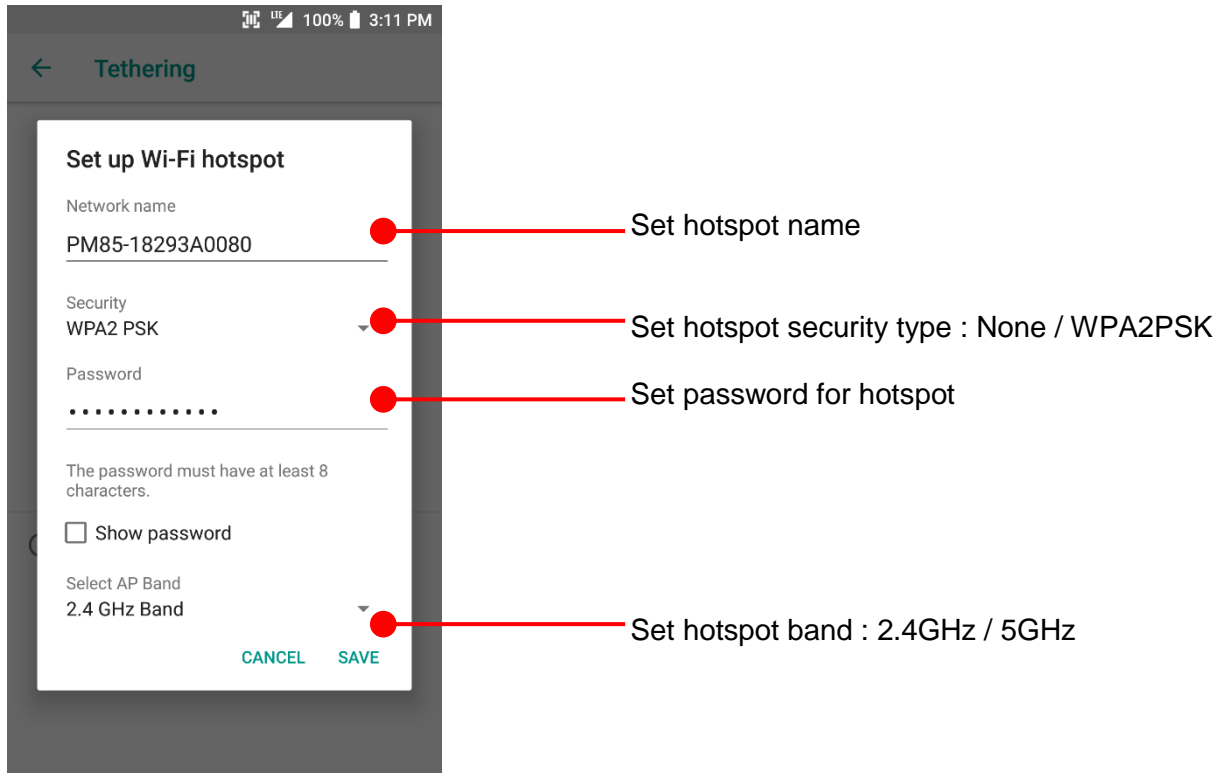 LTE 100% 3:11 PM
Tethering
Set up Wi-Fi hotspot
Network name
PM85-18293A0080
Set hotspot name
Security
WPA2 PSK
Set hotspot security type : None / WPA2PSK
Password
••••••••••••
Set password for hotspot
The password must have at least 8
characters.
Show password
Select AP Band
2.4 GHz Band
Set hotspot band : 2.4GHz / 5GHz
CANCEL SAVE